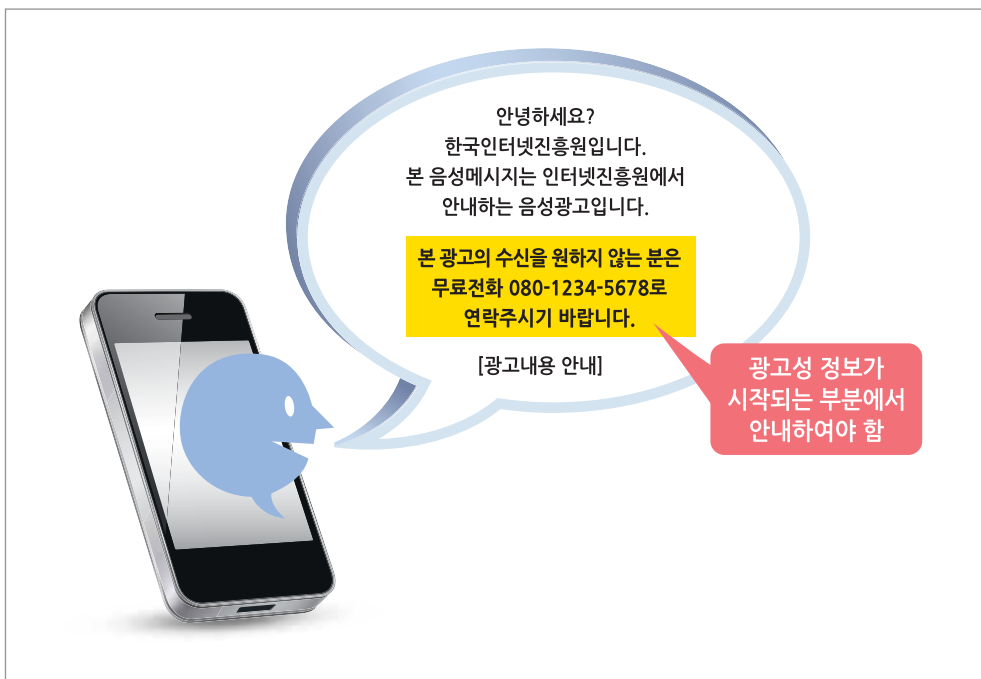 안녕하세요?
한국인터넷진흥원입니다.
본 음성메시지는 인터넷진흥원에서
안내하는 음성광고입니다.
본 광고의 수신을 원하지 않는 분은
무료전화 080-1234-5678로
연락주시기 바랍니다.
[광고내용 안내]
광고성 정보가
시작되는 부분에서
안내하여야 함